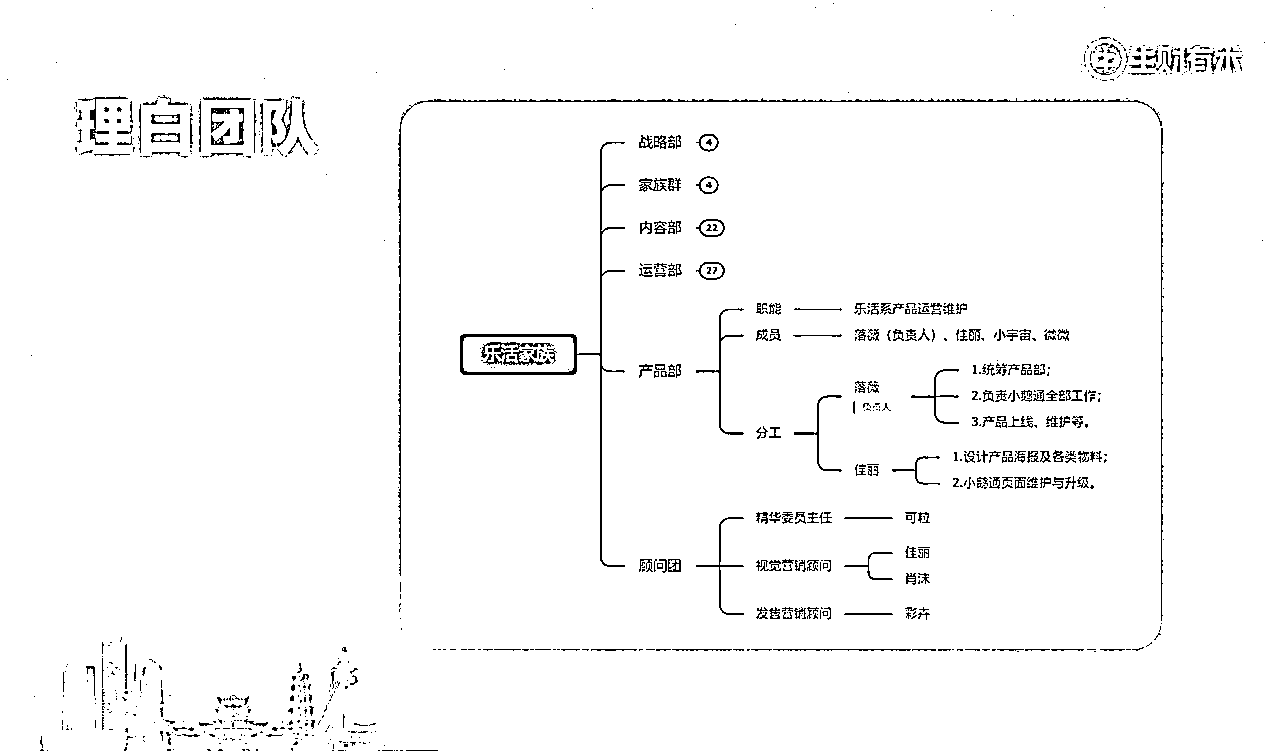 生财有术
理白团队
战略部 4
家族群 4
内容部 22
运营部 27
乐活家族
产品部
职能
乐活系产品运营维护
成员
落薇（负责人）、佳丽、小宇宙、微微
分工
落薇
负责人
1.统筹产品部；
2.负责小鹅通全部工作；
3.产品上线、维护等。
佳丽
1.设计产品海报及各类物料；
2.小鹅通页面维护与升级。
顾问团
精华委员主任
可粒
视觉营销顾问
佳丽
肖沫
发售营销顾问
彩卉